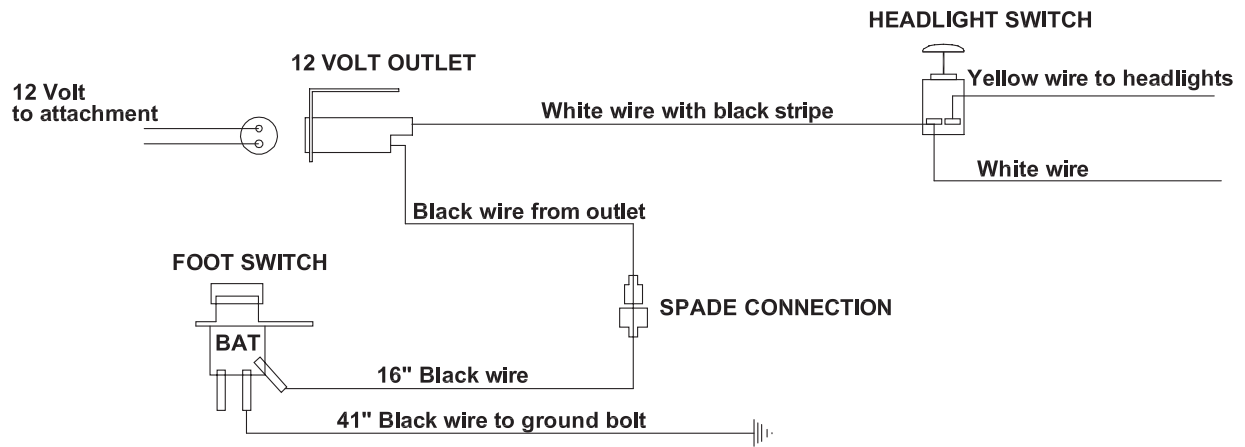 HEADLIGHT SWITCH
12 VOLT OUTLET
Yellow wire to headlights
12 Volt
to attachment
White wire with black stripe
White wire
Black wire from outlet
FOOT SWITCH
SPADE CONNECTION
BAT
16" Black wire
41" Black wire to ground bolt